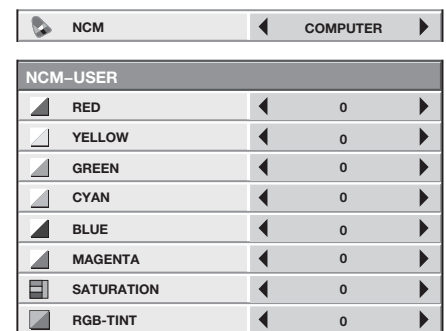 NCM COMPUTER
NCM–USER
RED 0
YELLOW 0
GREEN 0
CYAN 0
BLUE 0
MAGENTA 0
SATURATION 0
RGB-TINT 0